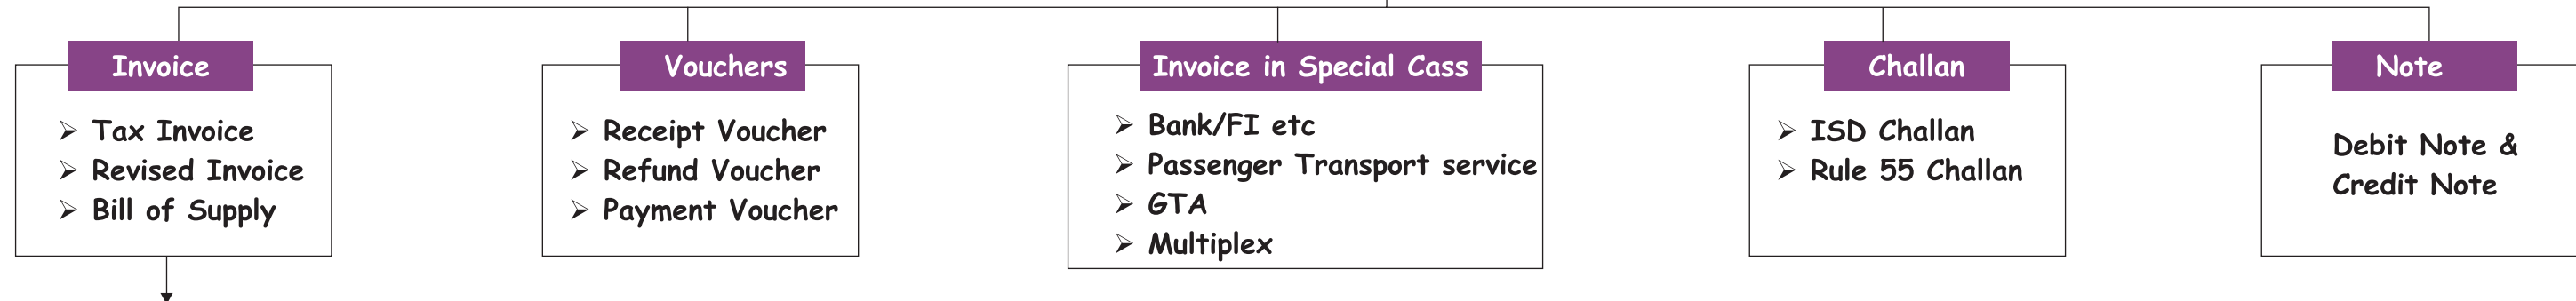 Invoice
Tax Invoice
Revised Invoice
Bill of Supply
Vouchers
Receipt Voucher
Refund Voucher
Payment Voucher
Invoice in Special Cass
Bank/FI etc
Passenger Transport service
GTA
Multiplex
Challan
ISD Challan
Rule 55 Challan
Note
Debit Note &
Credit Note